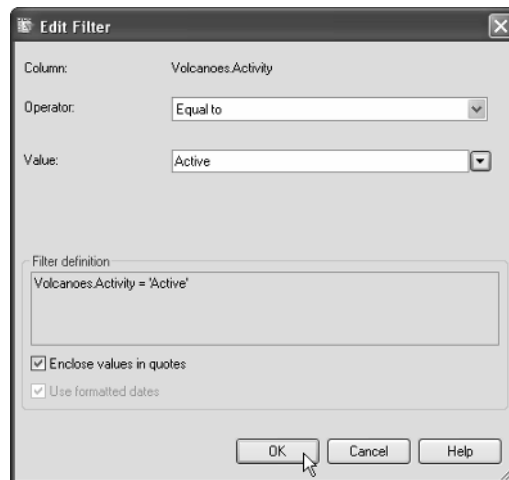 Edit Filter
Column: Volcanoes.Activity
Operator: Equal to
Value: Active
Filter definition
Volcanoes.Activity = 'Active'
Enclose values in quotes
Use formatted dates
OK Cancel Help